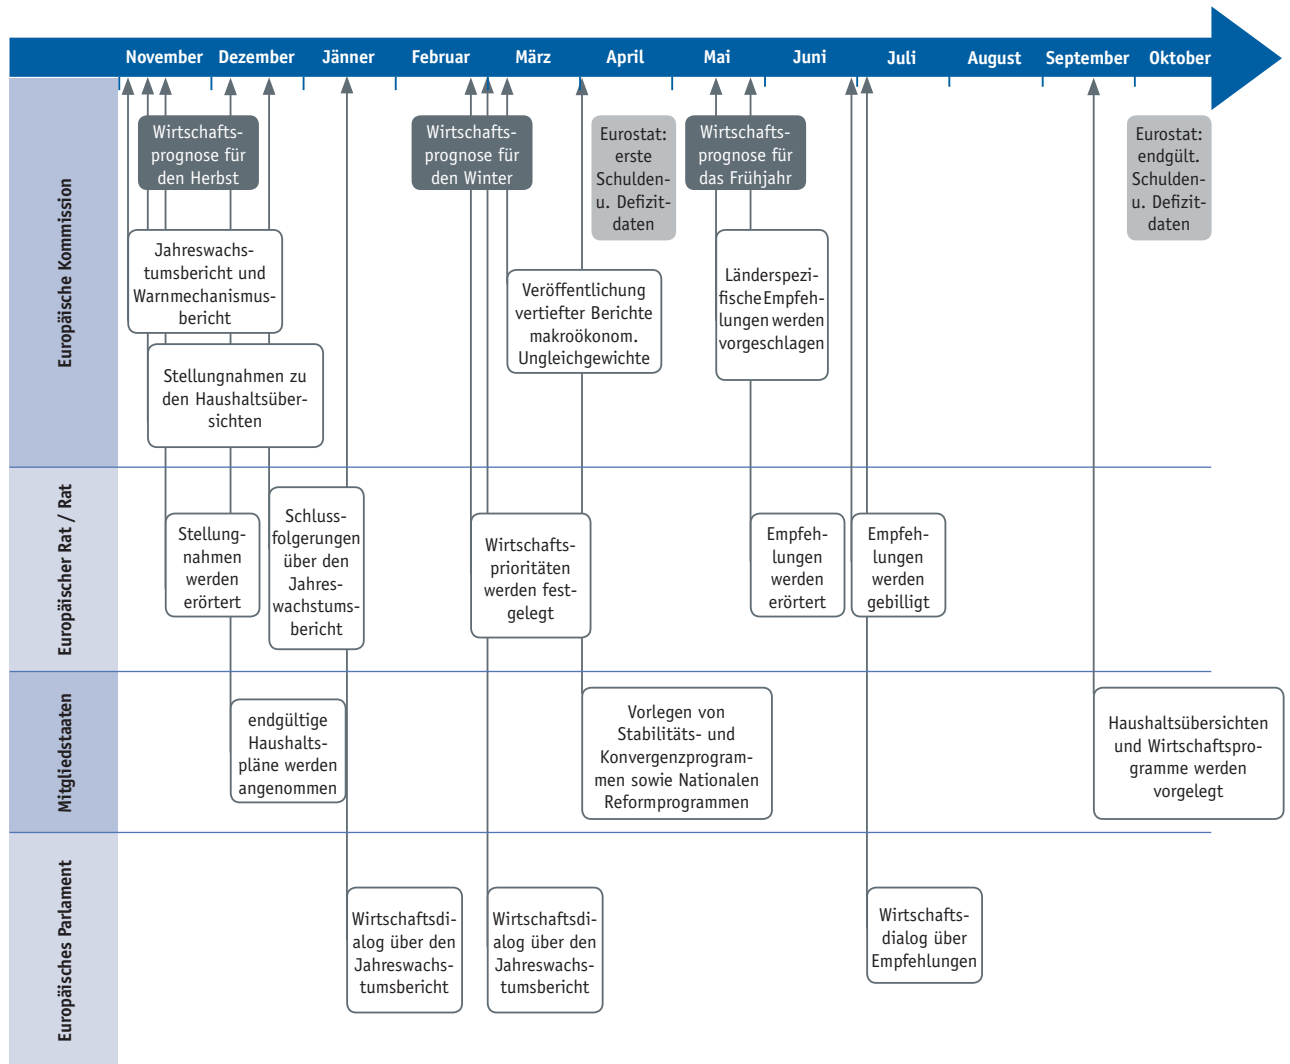 November Dezember Jänner Februar März April Mai Juni Juli August September Oktober
Europäische Kommission
Wirtschafts-
prognose für
den Herbst
Wirtschafts-
prognose für
den Winter
Eurostat:
erste
Schulden-
u. Defizit-
daten
Wirtschafts-
prognose für
das Frühjahr
Eurostat:
endgült.
Schulden-
u. Defizit-
daten
Jahreswachs-
tumsbericht und
Warnmechanismus-
bericht
Veröffentlichung
vertiefter Berichte
makroökonom.
Ungleichgewichte
Länderspezi-
fische Empfeh-
lungen werden
vorgeschlagen
Stellungnahmen zu
den Haushaltsüber-
sichten
Europäischer Rat / Rat
Stellung-
nahmen
werden
erörtert
Schluss-
folgerungen
über den
Jahres-
wachstums-
bericht
Wirtschafts-
prioritäten
werden fest-
gelegt
Empfeh-
lungen
werden
erörtert
Empfeh-
lungen
werden
gebilligt
Mitgliedstaaten
endgültige
Haushalts-
pläne werden
angenommen
Vorlegen von
Stabilitäts- und
Konvergenzprogram-
men sowie Nationalen
Reformprogrammen
Haushaltsübersichten
und Wirtschaftspro-
gramme werden
vorgelegt
Europäisches Parlament
Wirtschaftsdi-
alog über den
Jahreswachs-
tumsbericht
Wirtschaftsdi-
alog über den
Jahreswachs-
tumsbericht
Wirtschafts-
dialog über
Empfehlungen